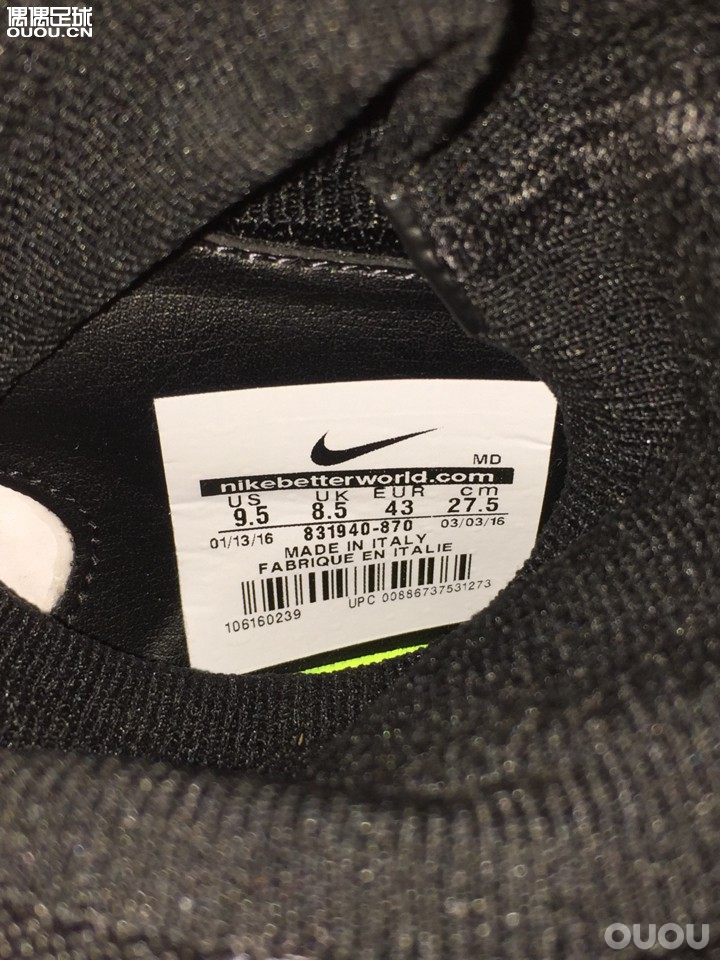 偶偶足球
OUOU.CN
MD
nikebetterworld.com
US UK EUR cm
9.5 8.5 43 27.5
01/13/16 831940-870 03/03/16
MADE IN ITALY
FABRIQUE EN ITALIE
UPC 00886737531273
106160239
OUOU